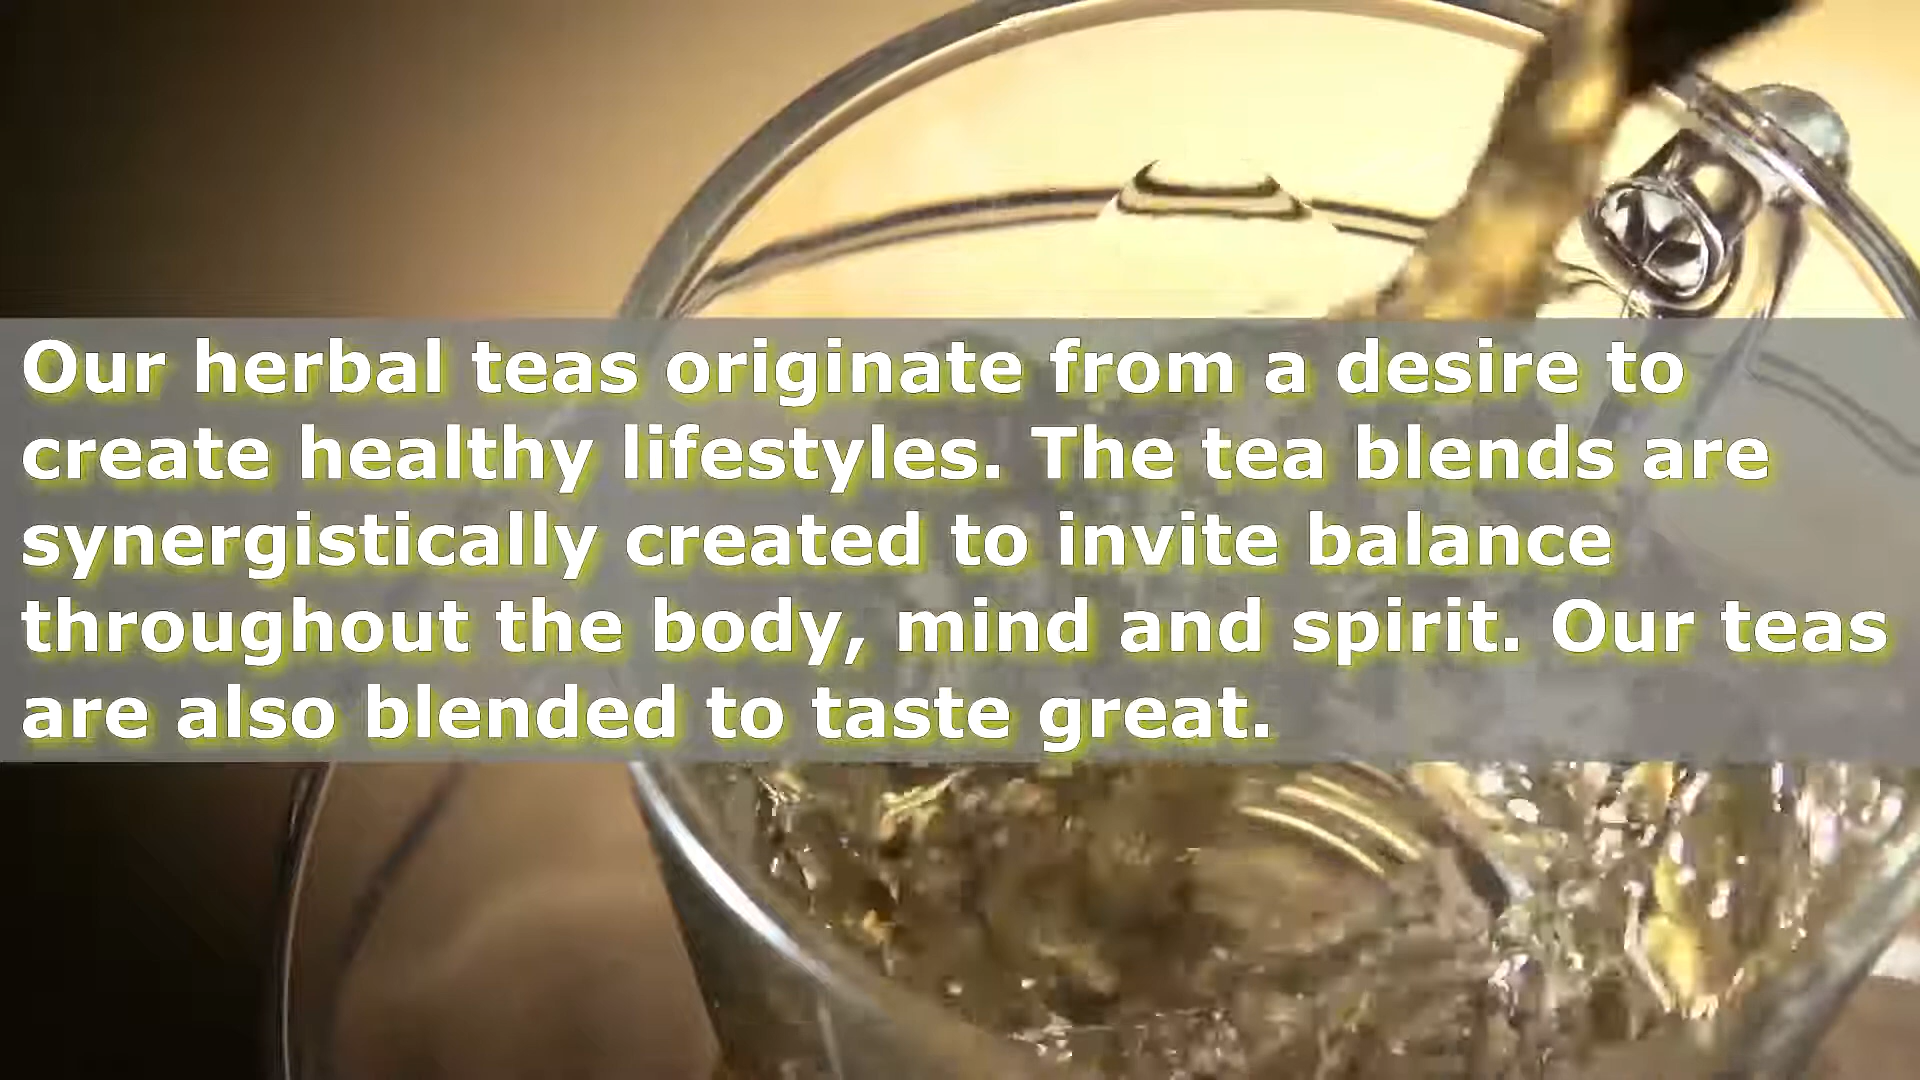 Our herbal teas originate from a desire to
create healthy lifestyles. The tea blends are
synergistically created to invite balance
throughout the body, mind and spirit. Our teas
are also blended to taste great.